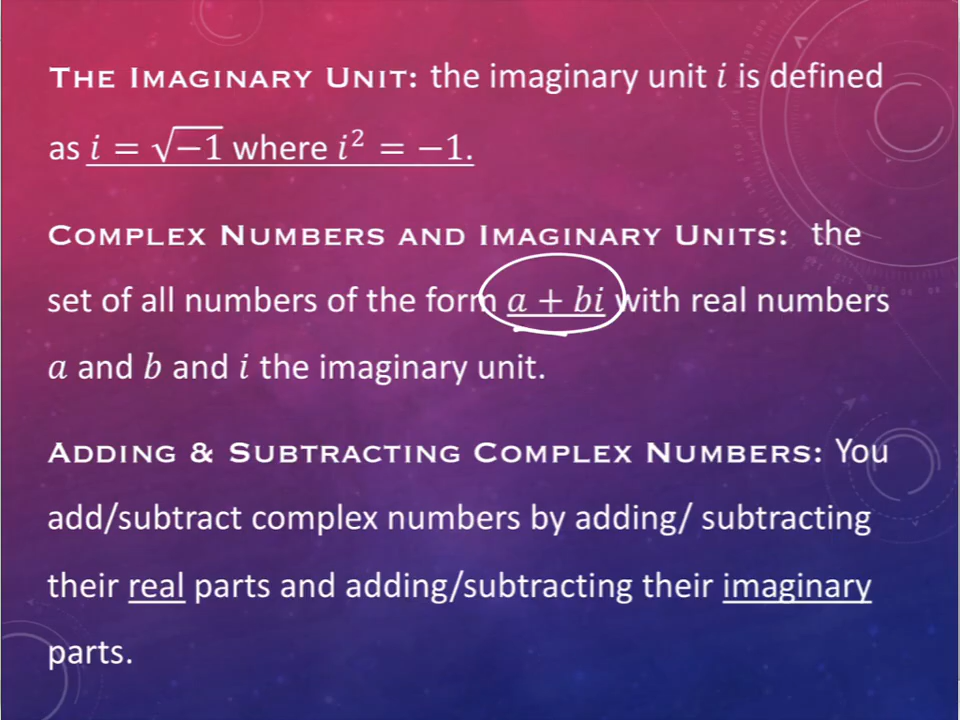 THE IMAGINARY UNIT: the imaginary unit i is defined
as i = √−1 where i² = −1.
COMPLEX NUMBERS AND IMAGINARY UNITS: the
set of all numbers of the form a + bi with real numbers
a and b and i the imaginary unit.
ADDING & SUBTRACTING COMPLEX NUMBERS: You
add/subtract complex numbers by adding/ subtracting
their real parts and adding/subtracting their imaginary
parts.